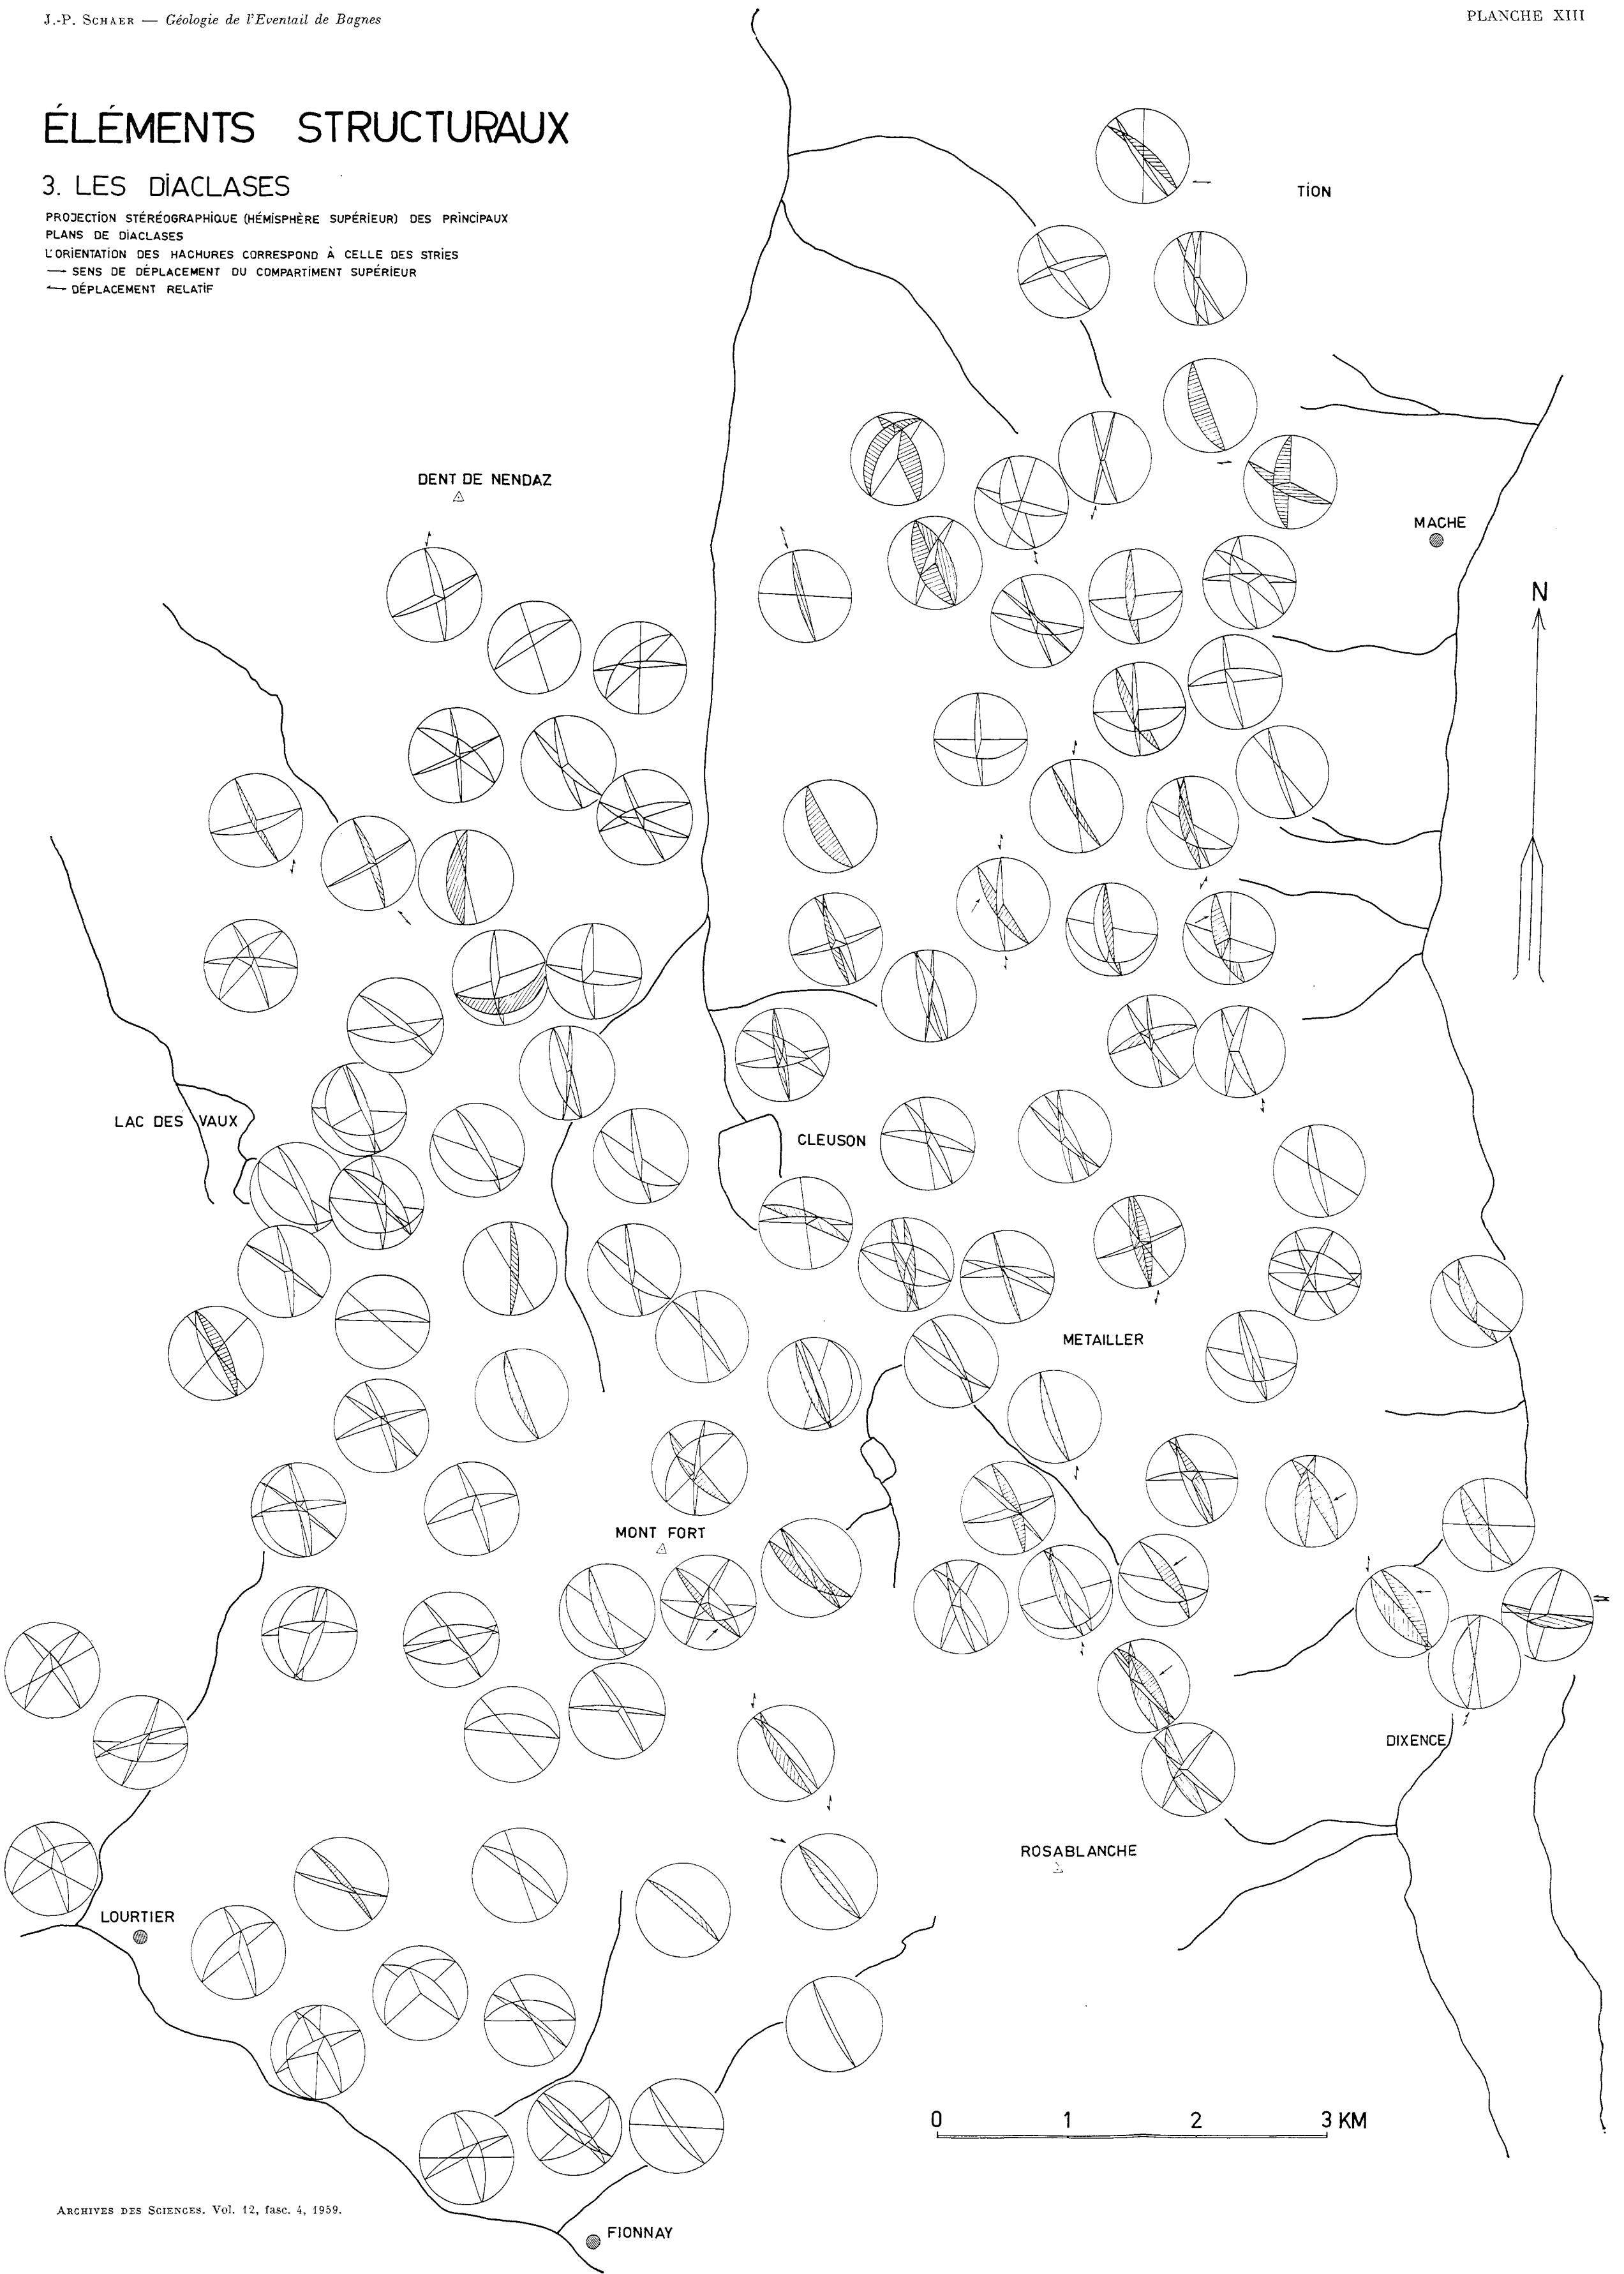 J.-P. SCHAER — Géologie de l'Eventail de Bagnes
PLANCHE XIII
ÉLÉMENTS STRUCTURAUX
3. LES DIACLASES
PROJECTION STÉRÉOGRAPHIQUE (HÉMISPHÈRE SUPÉRIEUR) DES PRINCIPAUX
PLANS DE DIACLASES
L'ORIENTATION DES HACHURES CORRESPOND À CELLE DES STRIES
SENS DE DÉPLACEMENT DU COMPARTIMENT SUPÉRIEUR
DÉPLACEMENT RELATIF
TION
DENT DE NENDAZ
MACHE
N
LAC DES VAUX
CLEUSON
METAILLER
MONT FORT
DIXENCE
ROSABLANCHE
LOURTIER
0 1 2 3 KM
ARCHIVES DES SCIENCES. Vol. 12, fasc. 4, 1959.
FIONNAY